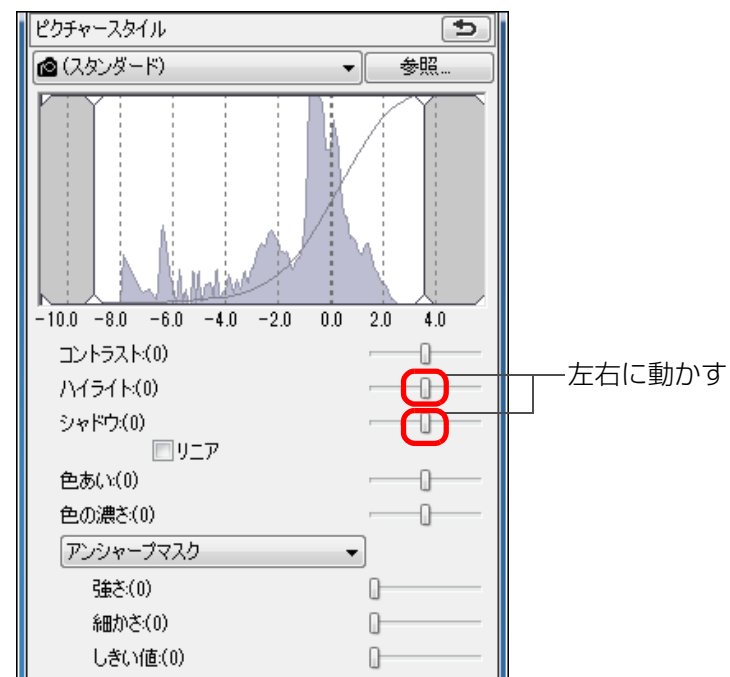 ピクチャースタイル
(スタンダード)
参照...
-10.0 -8.0 -6.0 -4.0 -2.0 0.0 2.0 4.0
コントラスト:(0)
ハイライト:(0)
左右に動かす
シャドウ:(0)
リニア
色あい:(0)
色の濃さ:(0)
アンシャープマスク
強さ:(0)
細かさ:(0)
しきい値:(0)